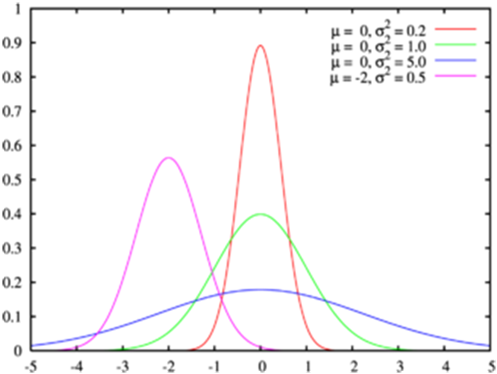 1
0.9
0.8
0.7
0.6
0.5
0.4
0.3
0.2
0.1
0
-5 -4 -3 -2 -1 0 1 2 3 4 5
μ = 0, σ² = 0.2
μ = 0, σ² = 1.0
μ = 0, σ² = 5.0
μ = -2, σ² = 0.5